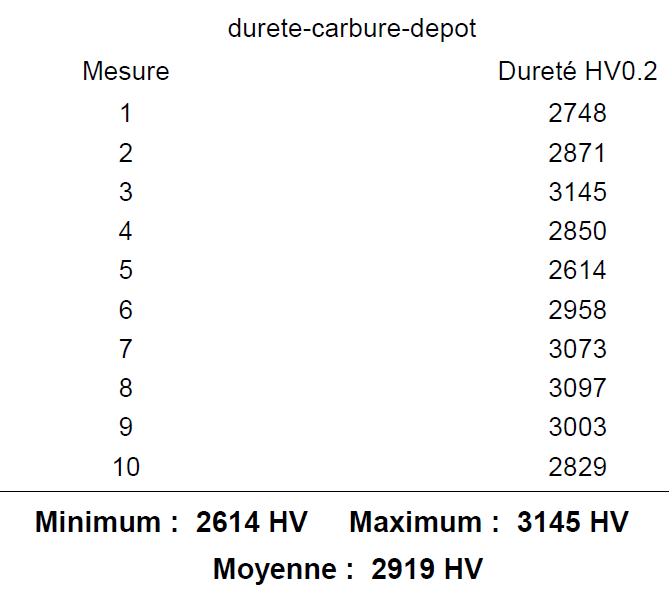 durete-carbure-depot
Mesure Dureté HV0.2
1 2748
2 2871
3 3145
4 2850
5 2614
6 2958
7 3073
8 3097
9 3003
10 2829
Minimum : 2614 HV Maximum : 3145 HV
Moyenne : 2919 HV